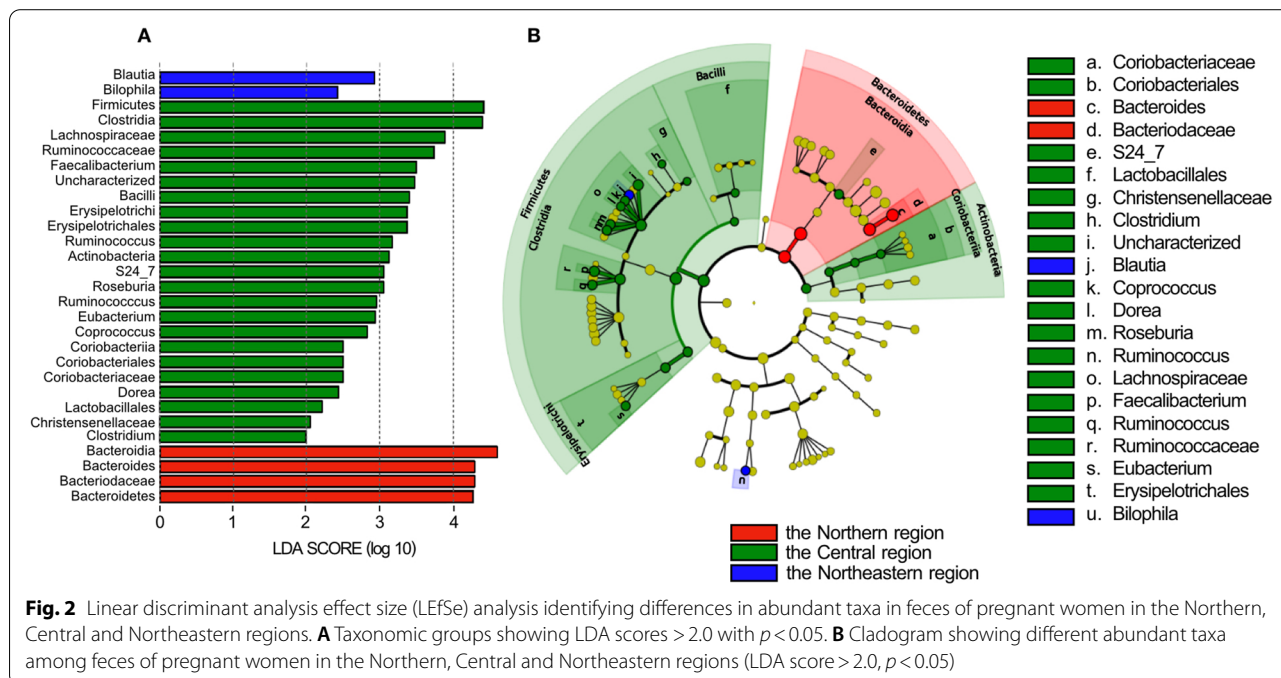 A
Blautia
Bilophila
Firmicutes
Clostridia
Lachnospiraceae
Ruminococcaceae
Faecalibacterium
Uncharacterized
Bacilli
Erysipelotrichi
Erysipelotrichales
Ruminococcus
Actinobacteria
S24_7
Roseburia
Ruminococccus
Eubacterium
Coprococcus
Coriobacteriia
Coriobacteriales
Coriobacteriaceae
Dorea
Lactobacillales
Christensenellaceae
Clostridium
Bacteroidia
Bacteroides
Bacteriodaceae
Bacteroidetes
0 1 2 3 4
LDA SCORE (log 10)
B
Firmicutes
Clostridia
Bacilli
Erysipelotrichi
Bacteroidetes
Bacteroidia
Actinobacteria
Coriobacteriia
f
g
h
i
j
k
l
m
n
o
r
p
q
t
s
e
c
d
b
a
u
the Northern region
the Central region
the Northeastern region
a. Coriobacteriaceae
b. Coriobacteriales
c. Bacteroides
d. Bacteriodaceae
e. S24_7
f. Lactobacillales
g. Christensenellaceae
h. Clostridium
i. Uncharacterized
j. Blautia
k. Coprococcus
l. Dorea
m. Roseburia
n. Ruminococcus
o. Lachnospiraceae
p. Faecalibacterium
q. Ruminococcus
r. Ruminococcaceae
s. Eubacterium
t. Erysipelotrichales
u. Bilophila
Fig. 2 Linear discriminant analysis effect size (LEfSe) analysis identifying differences in abundant taxa in feces of pregnant women in the Northern,
Central and Northeastern regions. A Taxonomic groups showing LDA scores > 2.0 with p < 0.05. B Cladogram showing different abundant taxa
among feces of pregnant women in the Northern, Central and Northeastern regions (LDA score > 2.0, p < 0.05)